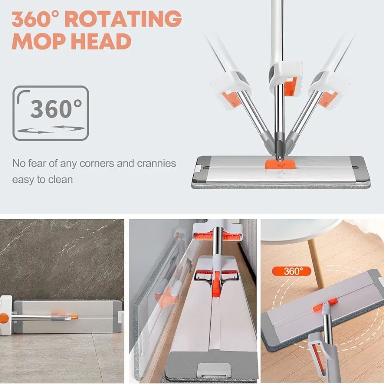 360° ROTATING
MOP HEAD
360°
No fear of any corners and crannies
easy to clean
360°